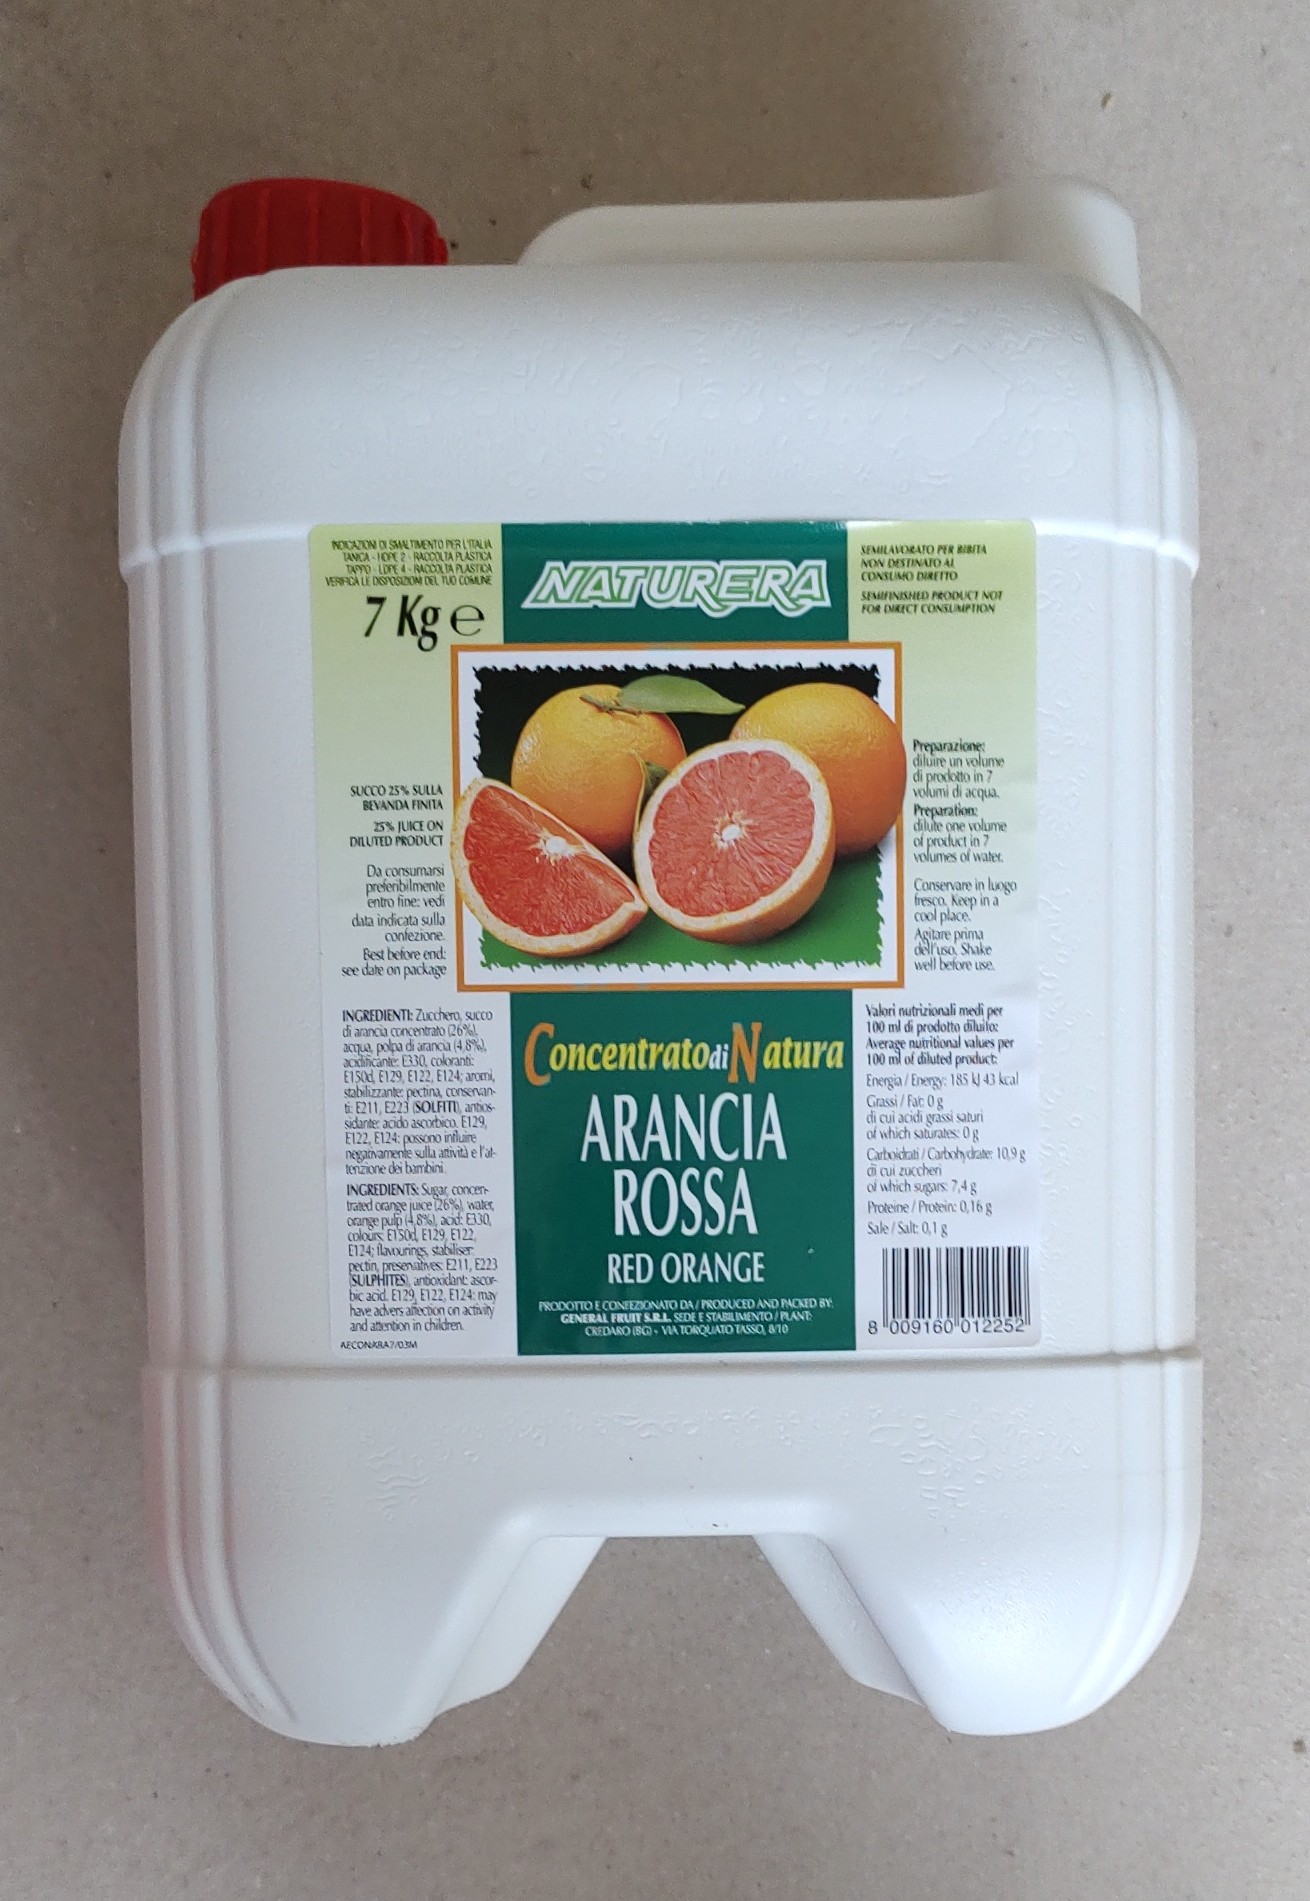 INDICAZIONI DI SMALTIMENTO PER L'ITALIA
TANICA - HDPE 2 - RACCOLTA PLASTICA
TAPPO - LDPE 4 - RACCOLTA PLASTICA
VERIFICA LE DISPOSIZIONI DEL TUO COMUNE
7 Kg ℮
NATURERA
SEMILAVORATO PER BIBITA
NON DESTINATO AL
CONSUMO DIRETTO
SEMIFINISHED PRODUCT NOT
FOR DIRECT CONSUMPTION
SUCCO 25% SULLA
BEVANDA FINITA
25% JUICE ON
DILUTED PRODUCT
Da consumarsi
preferibilmente
entro fine: vedi
data indicata sulla
confezione.
Best before end:
see date on package
Preparazione:
diluire un volume
di prodotto in 7
volumi di acqua.
Preparation:
dilute one volume
of product in 7
volumes of water.
Conservare in luogo
fresco. Keep in a
cool place.
Agitare prima
dell'uso. Shake
well before use.
INGREDIENTI: Zucchero, succo
di arancia concentrato (26%),
acqua, polpa di arancia (4,8%),
acidificante: E330, coloranti:
E150d, E129, E122, E124; aromi,
stabilizzante: pectina, conservan-
ti: E211, E223 (SOLFITI), antios-
sidante: acido ascorbico. E129,
E122, E124: possono influire
negativamente sulla attività e l'at-
tenzione dei bambini.
INGREDIENTS: Sugar, concen-
trated orange juice (26%), water,
orange pulp (4,8%), acid: E330,
colours: E150d, E129, E122,
E124; flavourings, stabiliser:
pectin, preservatives: E211, E223
(SULPHITES), antioxidant: ascor-
bic acid. E129, E122, E124: may
have advers affection on activity
and attention in children.
AECONARA7/03M
Concentrato di Natura
ARANCIA
ROSSA
RED ORANGE
PRODOTTO E CONFEZIONATO DA / PRODUCED AND PACKED BY:
GENERAL FRUIT S.R.L. SEDE E STABILIMENTO / PLANT:
CREDARO (BG) - VIA TORQUATO TASSO, 8/10
Valori nutrizionali medi per
100 ml di prodotto diluito:
Average nutritional values per
100 ml of diluted product:
Energia / Energy: 185 kJ 43 kcal
Grassi / Fat: 0 g
di cui acidi grassi saturi
of which saturates: 0 g
Carboidrati / Carbohydrate: 10,9 g
di cui zuccheri
of which sugars: 7,4 g
Proteine / Protein: 0,16 g
Sale / Salt: 0,1 g
8 009160 012252